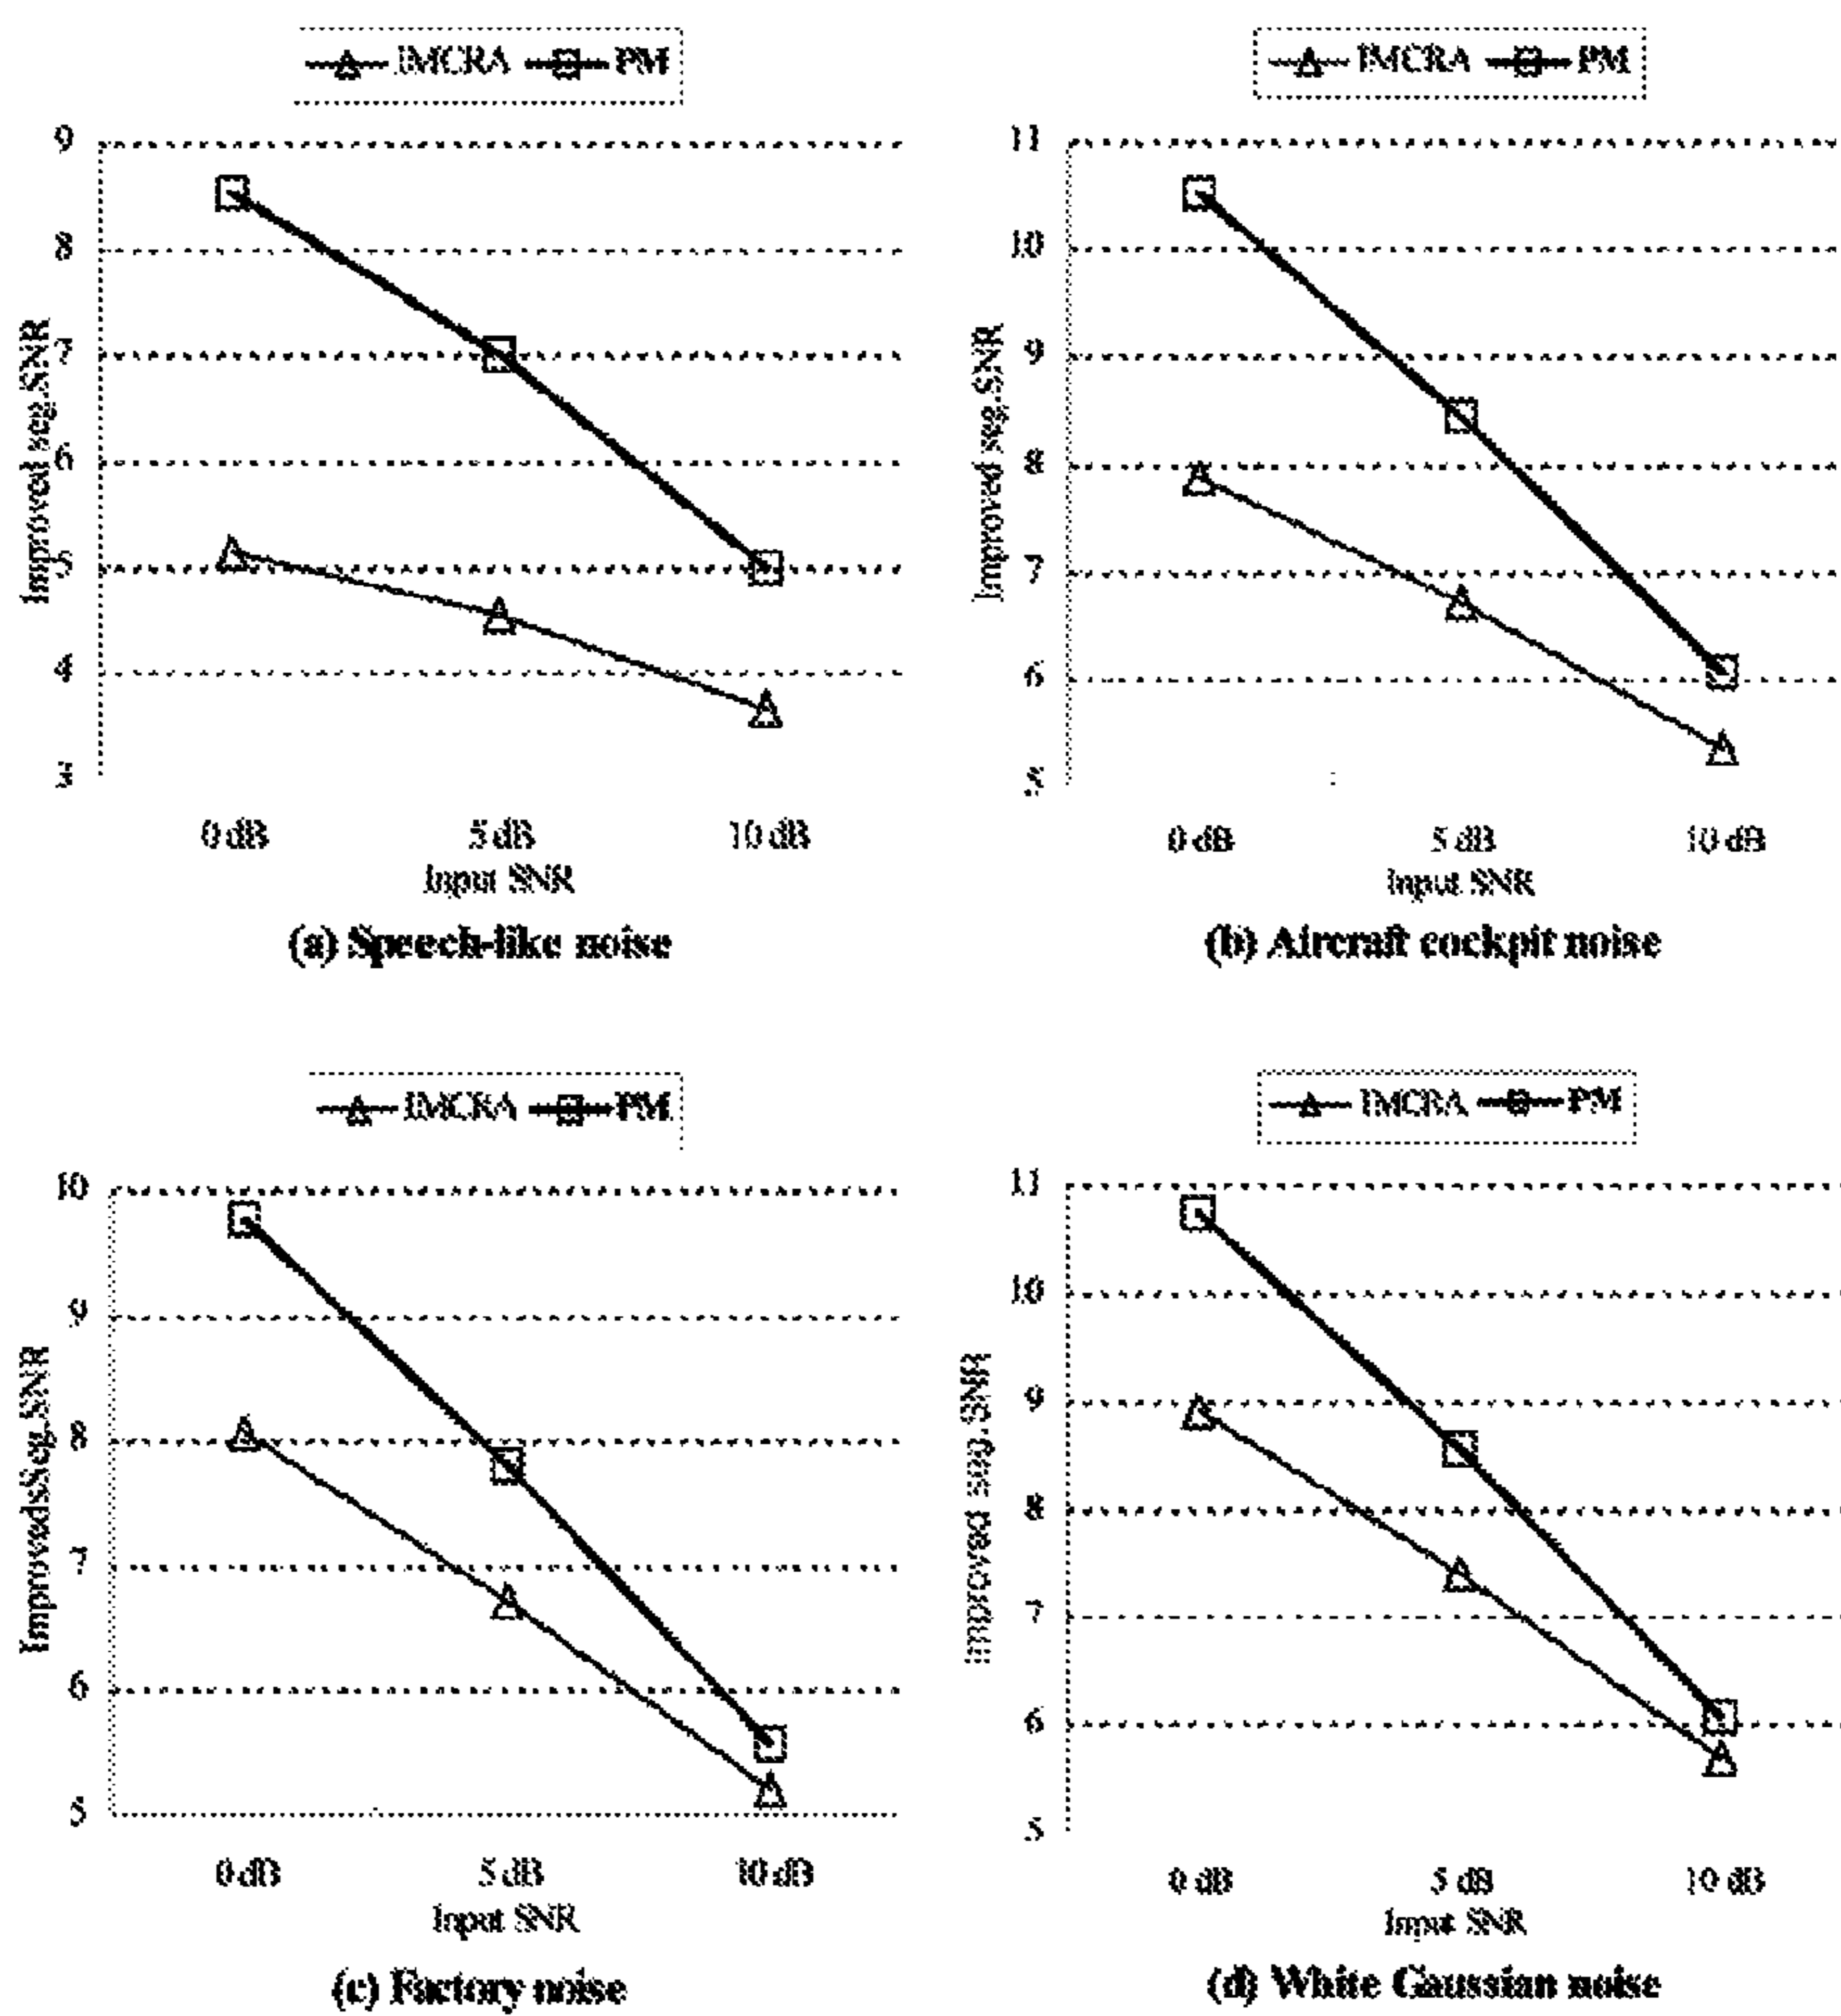 IMCRA PM
9
8
7
6
5
4
3
Improved seg.SNR
0 dB 5 dB 10 dB
Input SNR
(a) Speech-like noise
IMCRA PM
11
10
9
8
7
6
5
Improved seg.SNR
0 dB 5 dB 10 dB
Input SNR
(b) Aircraft cockpit noise
IMCRA PM
10
9
8
7
6
5
ImprovedsSeg.SNR
0 dB 5 dB 10 dB
Input SNR
(c) Factory noise
IMCRA PM
11
10
9
8
7
6
5
Improved seg.SNR
0 dB 5 dB 10 dB
Input SNR
(d) White Gaussian noise